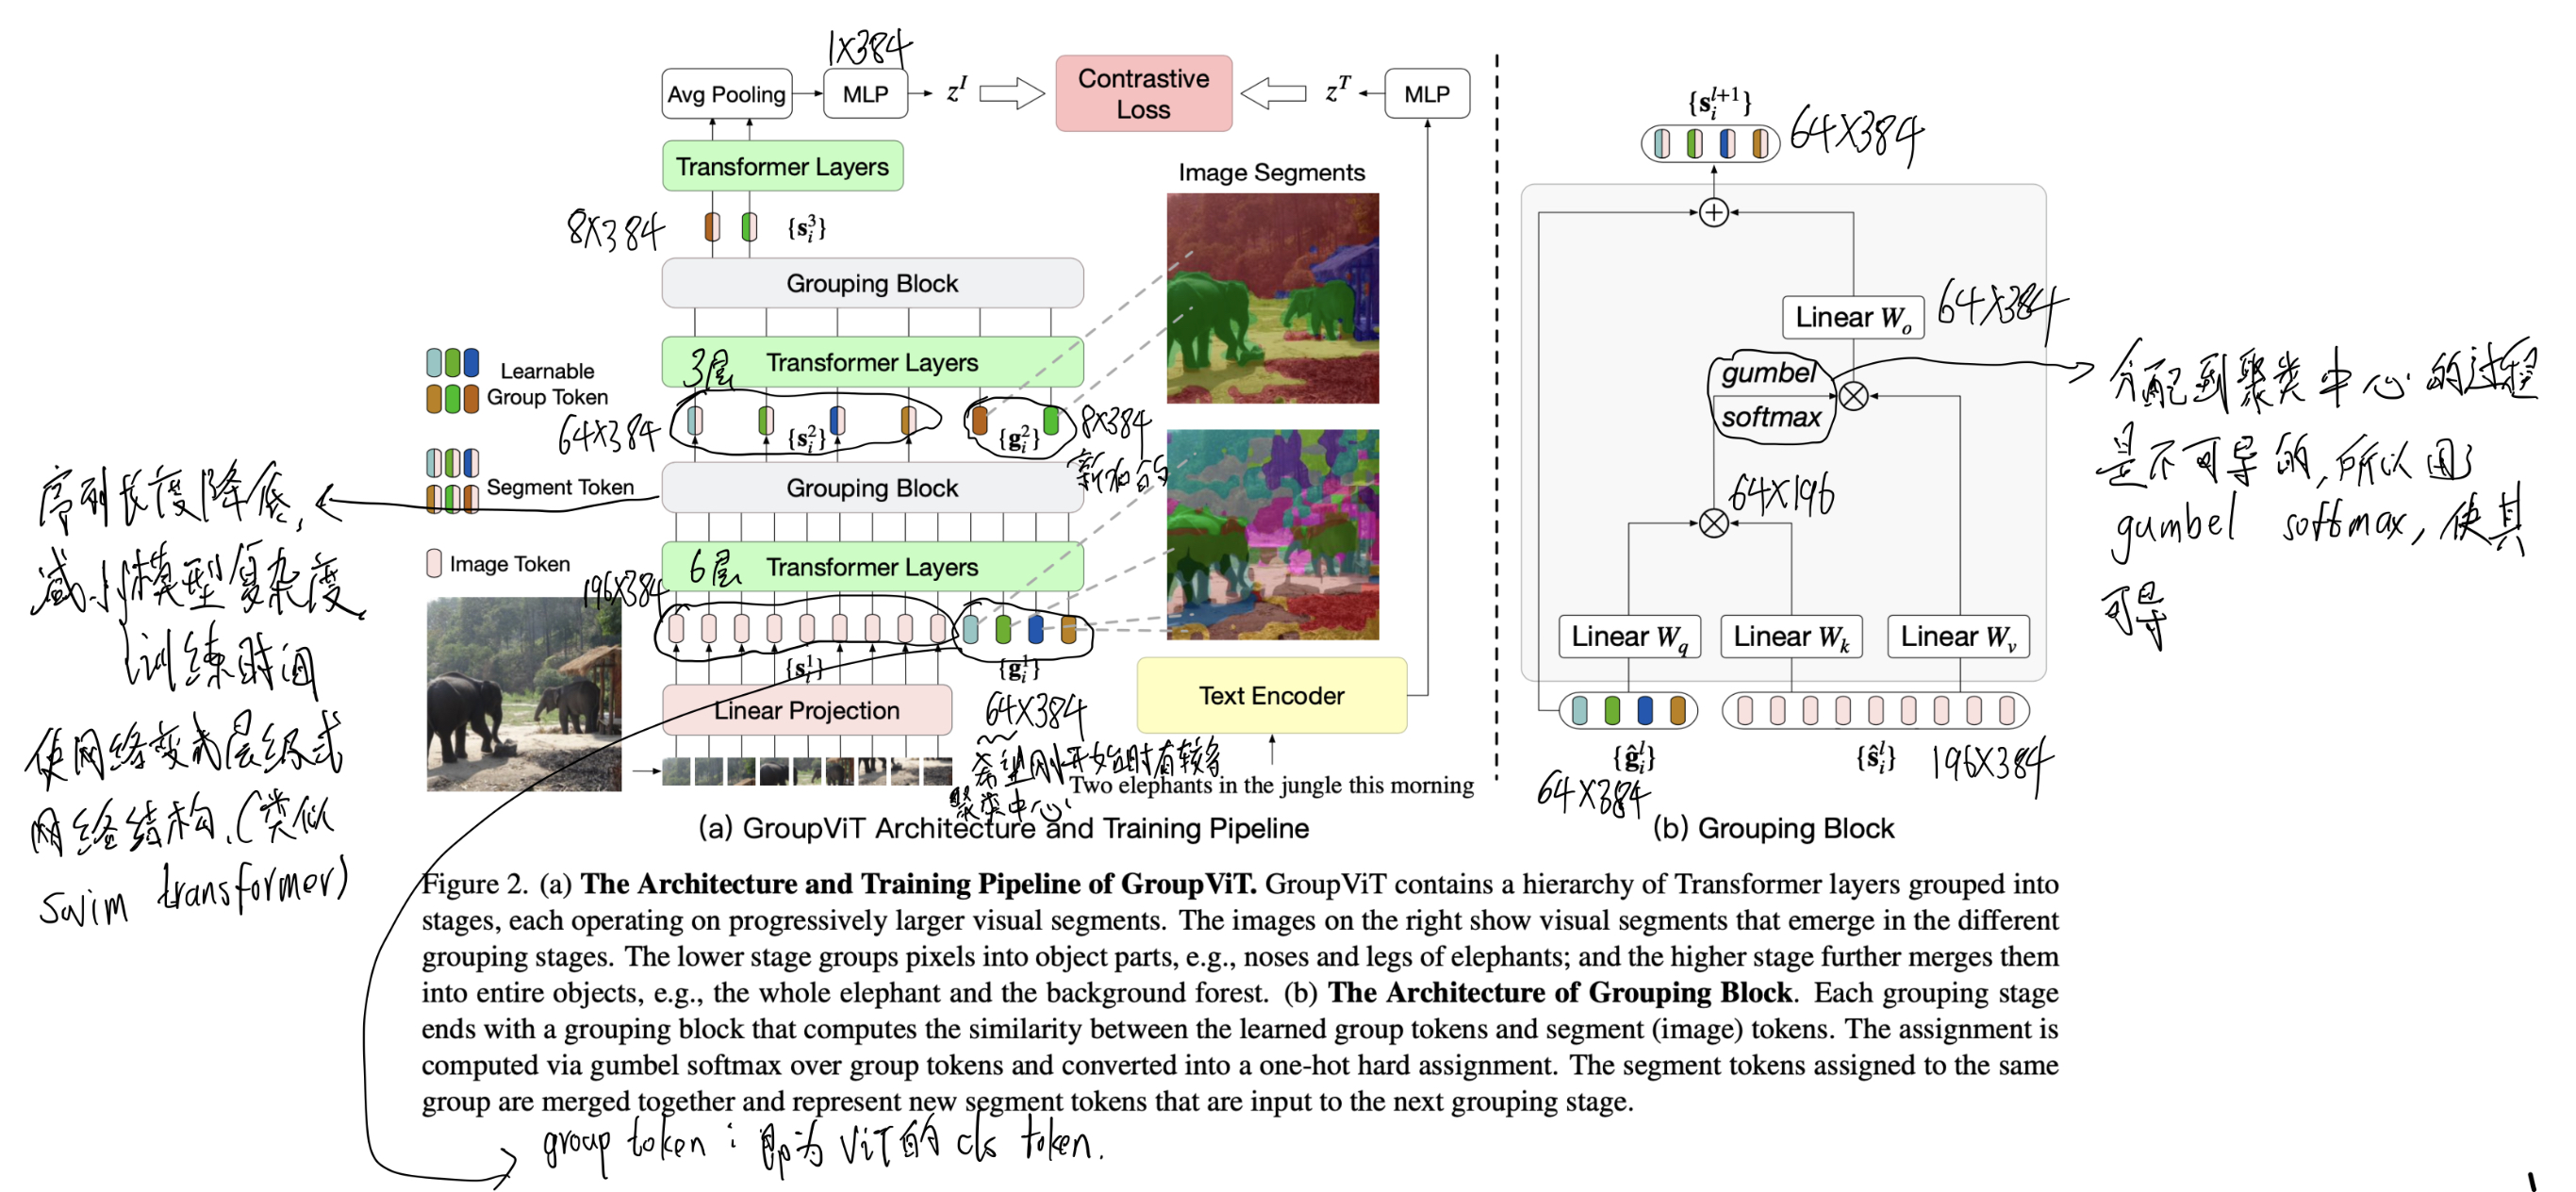 1X384
Avg Pooling
MLP
z^I
Contrastive
Loss
z^T
MLP
Transformer Layers
8X384
{s_i^3}
Grouping Block
3层
Transformer Layers
64X384
{s_i^2}
{g_i^2}
8X384
新加的
Grouping Block
6层
Transformer Layers
196X384
{s_i^1}
{g_i^1}
64X384
希望刚开始时有较多
聚类中心
Linear Projection
Learnable
Group Token
Segment Token
Image Token
序列长度降底,
减小模型复杂度,
训练时间
使网络变成层级式
网络结构,(类似
swim transformer)
Image Segments
Text Encoder
Two elephants in the jungle this morning
(a) GroupViT Architecture and Training Pipeline
{s_i^{l+1}}
64X384
+
Linear W_o
64X384
gumbel
softmax
分配到聚类中心的过程
是不可导的,所以用了
gumbel softmax, 使其
可导
64X196
Linear W_q
Linear W_k
Linear W_v
{ĝ_i^l}
64X384
{ŝ_i^l}
196X384
(b) Grouping Block
Figure 2. (a) The Architecture and Training Pipeline of GroupViT. GroupViT contains a hierarchy of Transformer layers grouped into
stages, each operating on progressively larger visual segments. The images on the right show visual segments that emerge in the different
grouping stages. The lower stage groups pixels into object parts, e.g., noses and legs of elephants; and the higher stage further merges them
into entire objects, e.g., the whole elephant and the background forest. (b) The Architecture of Grouping Block. Each grouping stage
ends with a grouping block that computes the similarity between the learned group tokens and segment (image) tokens. The assignment is
computed via gumbel softmax over group tokens and converted into a one-hot hard assignment. The segment tokens assigned to the same
group are merged together and represent new segment tokens that are input to the next grouping stage.
group token : 即为 ViT的 cls token.